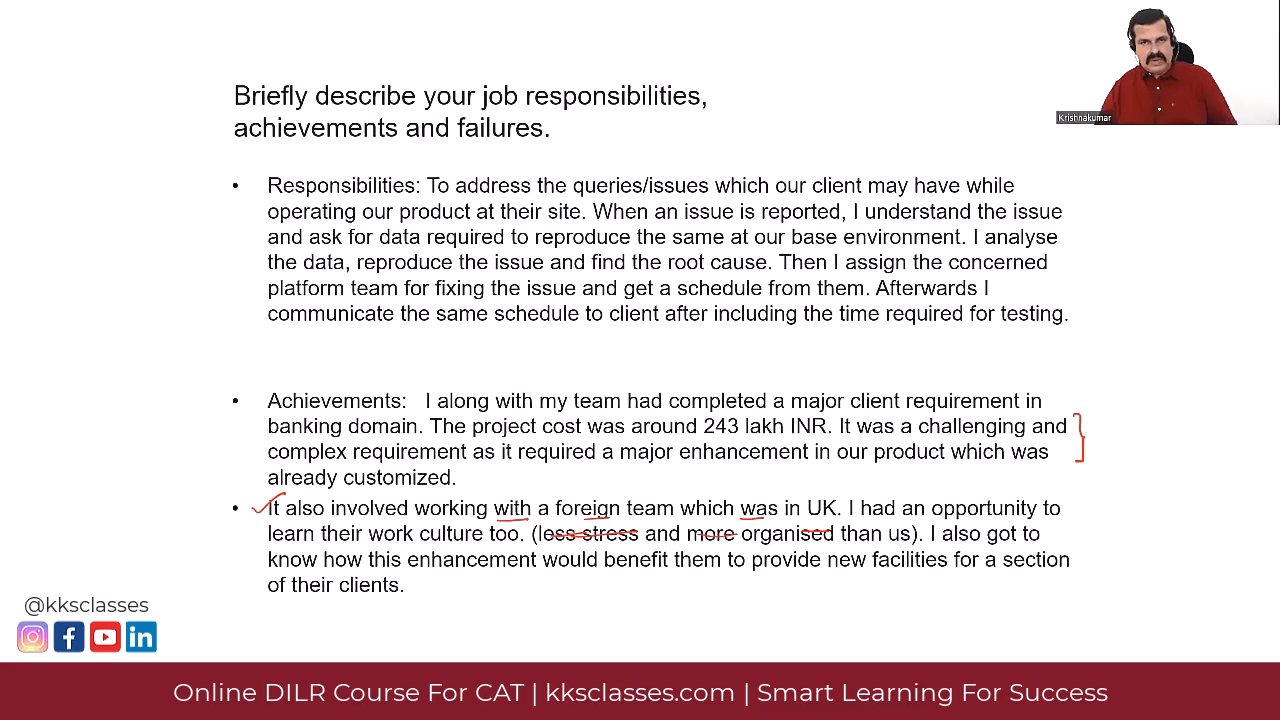 Krishnakumar
Briefly describe your job responsibilities,
achievements and failures.
• Responsibilities: To address the queries/issues which our client may have while
operating our product at their site. When an issue is reported, I understand the issue
and ask for data required to reproduce the same at our base environment. I analyse
the data, reproduce the issue and find the root cause. Then I assign the concerned
platform team for fixing the issue and get a schedule from them. Afterwards I
communicate the same schedule to client after including the time required for testing.
• Achievements: I along with my team had completed a major client requirement in
banking domain. The project cost was around 243 lakh INR. It was a challenging and
complex requirement as it required a major enhancement in our product which was
already customized.
• It also involved working with a foreign team which was in UK. I had an opportunity to
learn their work culture too. (less stress and more organised than us). I also got to
know how this enhancement would benefit them to provide new facilities for a section
of their clients.
@kksclasses
Online DILR Course For CAT | kksclasses.com | Smart Learning For Success